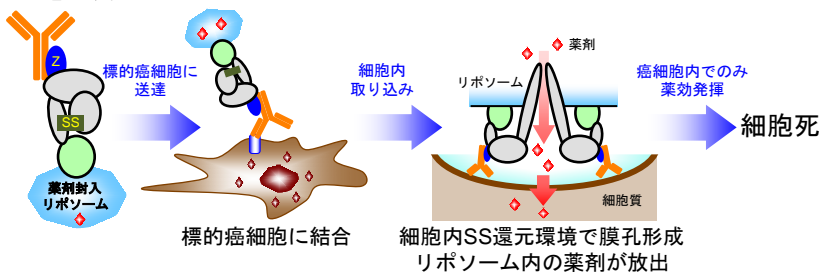 Z
SS
薬剤封入
リポソーム
標的癌細胞に
送達
標的癌細胞に結合
細胞内
取り込み
リポソーム
薬剤
細胞質
細胞内SS還元環境で膜孔形成
リポソーム内の薬剤が放出
癌細胞内でのみ
薬効発揮
細胞死